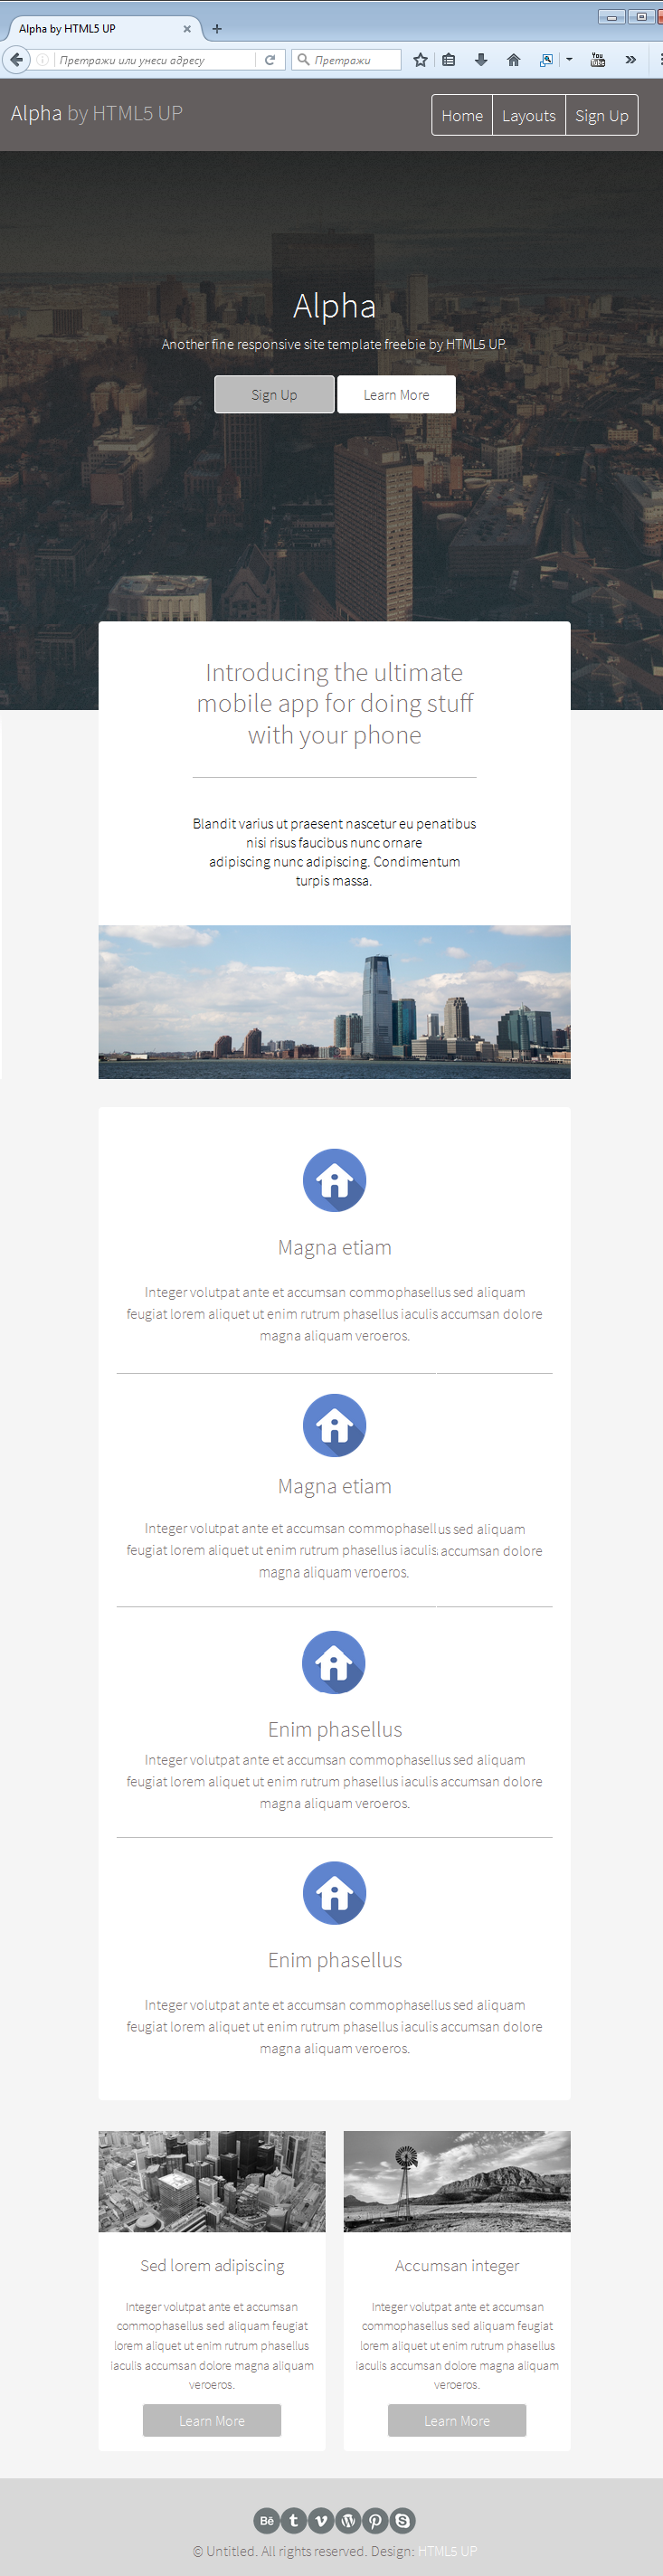 Alpha by HTML5 UP
Претражи или унеси адресу
Претражи
You
Tube
Alpha by HTML5 UP
Home
Layouts
Sign Up
Alpha
Another fine responsive site template freebie by HTML5 UP.
Sign Up
Learn More
Introducing the ultimate
mobile app for doing stuff
with your phone
Blandit varius ut praesent nascetur eu penatibus
nisi risus faucibus nunc ornare
adipiscing nunc adipiscing. Condimentum
turpis massa.
Magna etiam
Integer volutpat ante et accumsan commophasellus sed aliquam
feugiat lorem aliquet ut enim rutrum phasellus iaculis accumsan dolore
magna aliquam veroeros.
Magna etiam
Integer volutpat ante et accumsan commophasellus sed aliquam
feugiat lorem aliquet ut enim rutrum phasellus iaculis accumsan dolore
magna aliquam veroeros.
Enim phasellus
Integer volutpat ante et accumsan commophasellus sed aliquam
feugiat lorem aliquet ut enim rutrum phasellus iaculis accumsan dolore
magna aliquam veroeros.
Enim phasellus
Integer volutpat ante et accumsan commophasellus sed aliquam
feugiat lorem aliquet ut enim rutrum phasellus iaculis accumsan dolore
magna aliquam veroeros.
Sed lorem adipiscing
Integer volutpat ante et accumsan
commophasellus sed aliquam feugiat
lorem aliquet ut enim rutrum phasellus
iaculis accumsan dolore magna aliquam
veroeros.
Learn More
Accumsan integer
Integer volutpat ante et accumsan
commophasellus sed aliquam feugiat
lorem aliquet ut enim rutrum phasellus
iaculis accumsan dolore magna aliquam
veroeros.
Learn More
© Untitled. All rights reserved. Design: HTML5 UP